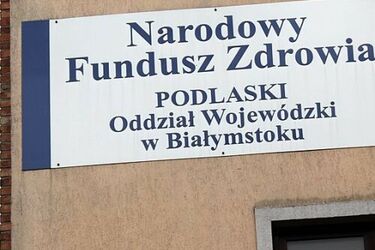 Narodowy
Fundusz Zdrowia
PODLASKI
Oddział Wojewódzki
w Białymstoku